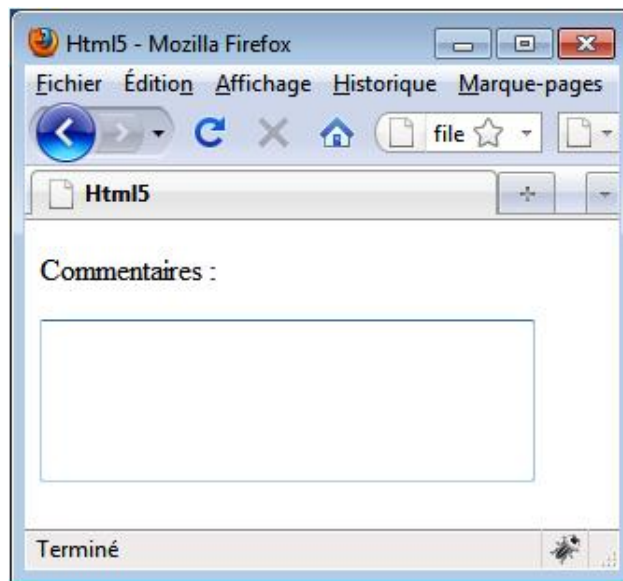 Html5 - Mozilla Firefox
Fichier Édition Affichage Historique Marque-pages
file
Html5
Commentaires :
Terminé